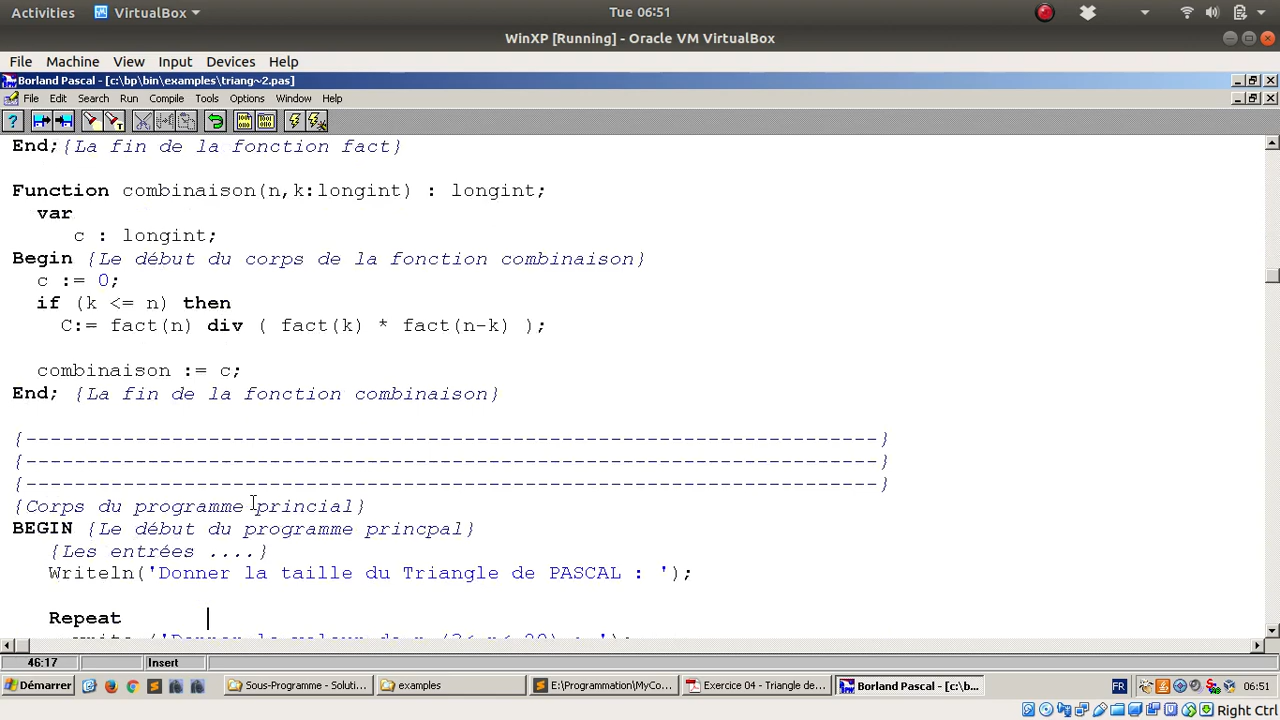 Activities VirtualBox Tue 06:51
WinXP [Running] - Oracle VM VirtualBox
File Machine View Input Devices Help
Borland Pascal - [c:\bp\bin\examples\triang~2.pas]
File Edit Search Run Compile Tools Options Window Help
End;{La fin de la fonction fact}
Function combinaison(n,k:longint) : longint;
var
c : longint;
Begin {Le début du corps de la fonction combinaison}
c := 0;
if (k <= n) then
C:= fact(n) div ( fact(k) * fact(n-k) );
combinaison := c;
End; {La fin de la fonction combinaison}
{----------------------------------------------------------------------}
{----------------------------------------------------------------------}
{----------------------------------------------------------------------}
{Corps du programme princial}
BEGIN {Le début du programme princpal}
{Les entrées ....}
Writeln('Donner la taille du Triangle de PASCAL : ');
Repeat
46:17 Insert
Démarrer Sous-Programme - Soluti... examples E:\Programmation\MyCo... Exercice 04 - Triangle de... Borland Pascal - [c:\b... FR 06:51
Right Ctrl